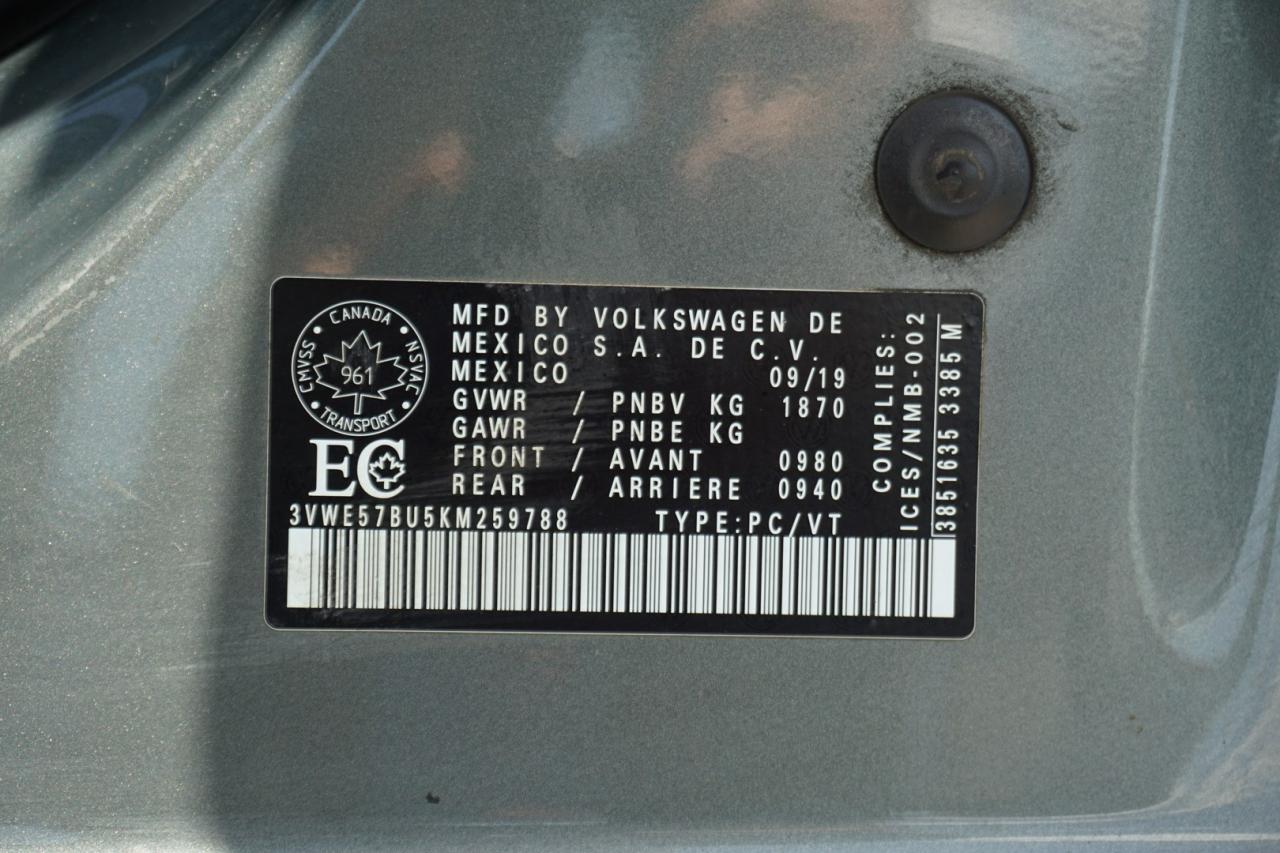 CANADA
CMVSS • NSVAC
961
TRANSPORT
EC
MFD BY VOLKSWAGEN DE
MEXICO S.A. DE C.V.
MEXICO 09/19
GVWR / PNBV KG 1870
GAWR / PNBE KG
FRONT / AVANT 0980
REAR / ARRIERE 0940
3VWE57BU5KM259788 TYPE:PC/VT
COMPLIES:
ICES/NMB-002
3851635 3385 M